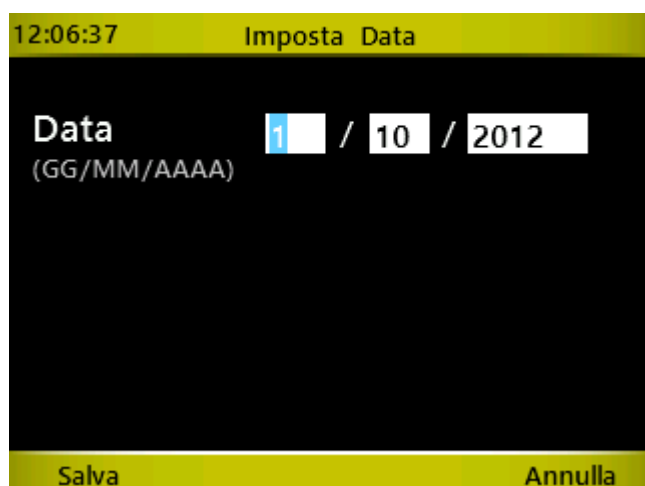 12:06:37 Imposta Data
Data 1 / 10 / 2012
(GG/MM/AAAA)
Salva Annulla